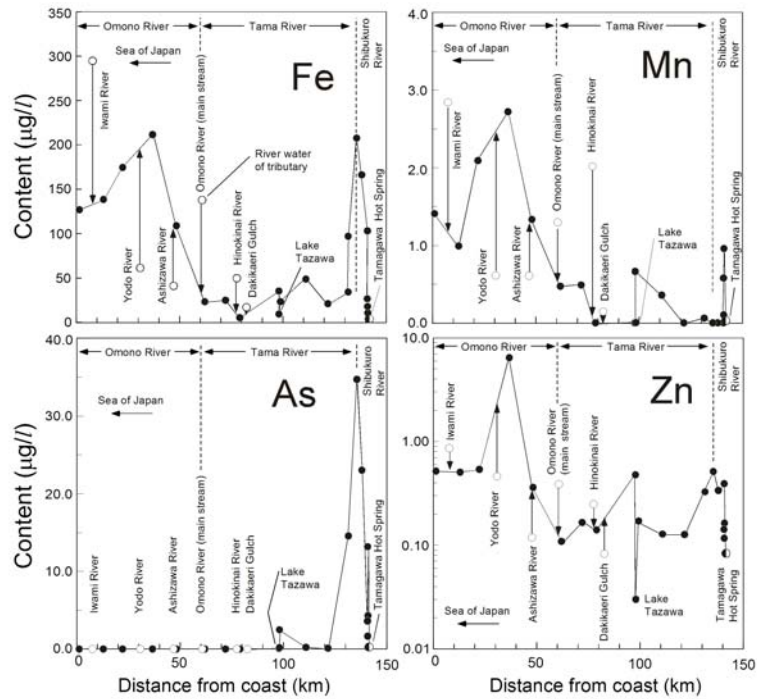 Content (µg/l)
350
300
250
200
150
100
50
0
Omono River
Tama River
Shibukuro River
Sea of Japan
Fe
Iwami River
Yodo River
Ashizawa River
Omono River (main stream)
River water
of tributary
Hinokinai River
Dakikaeri Gulch
Lake
Tazawa
Tamagawa Hot Spring
4.0
3.0
2.0
1.0
0.0
Omono River
Tama River
Shibukuro
River
Sea of Japan
Mn
Iwami River
Yodo River
Ashizawa River
Omono River (main stream)
Hinokinai River
Dakikaeri Gulch
Lake
Tazawa
Tamagawa Hot Spring
Content (µg/l)
40.0
30.0
20.0
10.0
0.0
Omono River
Tama River
Shibukuro
River
Sea of Japan
As
Iwami River
Yodo River
Ashizawa River
Omono River (main stream)
Hinokinai River
Dakikaeri Gulch
Lake
Tazawa
Tamagawa Hot Spring
0
50
100
150
Distance from coast (km)
10.0
1.00
0.10
0.01
Omono River
Tama River
Shibukuro
River
Zn
Iwami River
Yodo River
Ashizawa River
Omono River
(main stream)
Hinokinai River
Dakikaeri Gulch
Lake
Tazawa
Tamagawa
Hot Spring
Sea of Japan
0
50
100
150
Distance from coast (km)